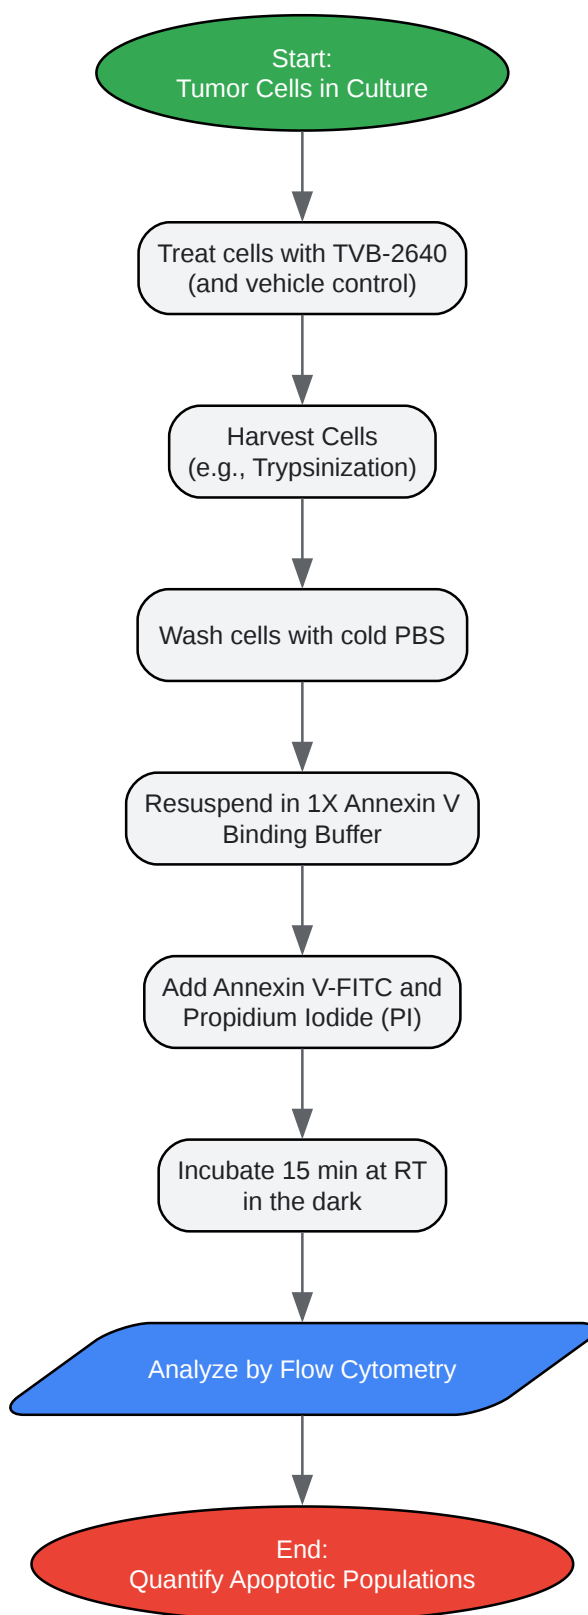 Start:
Tumor Cells in Culture
Treat cells with TVB-2640
(and vehicle control)
Harvest Cells
(e.g., Trypsinization)
Wash cells with cold PBS
Resuspend in 1X Annexin V
Binding Buffer
Add Annexin V-FITC and
Propidium Iodide (PI)
Incubate 15 min at RT
in the dark
Analyze by Flow Cytometry
End:
Quantify Apoptotic Populations